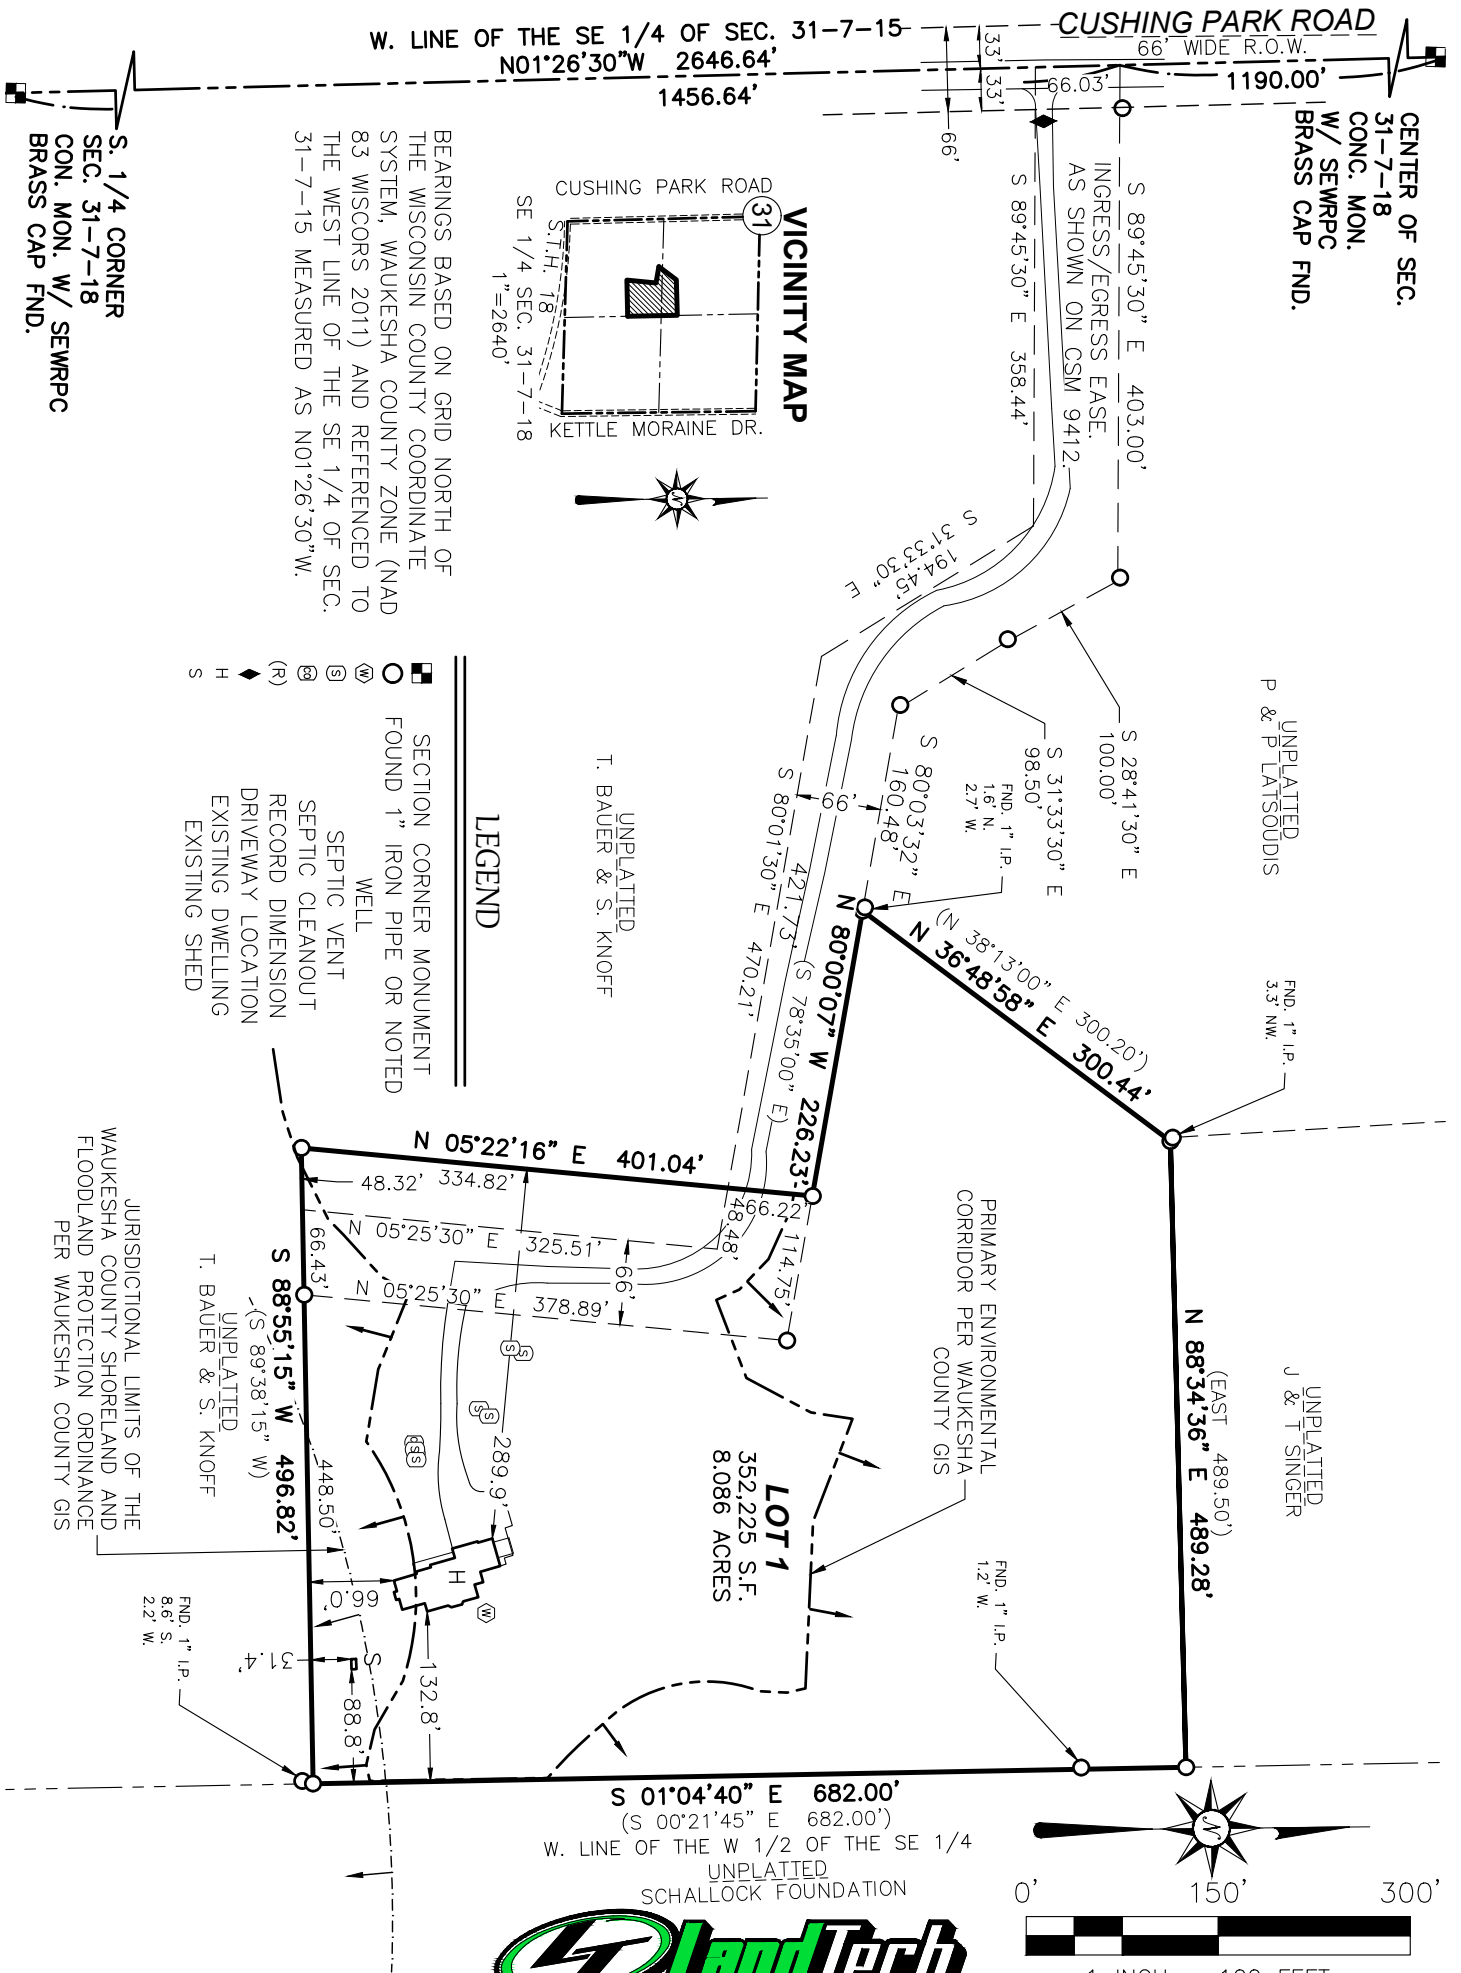 CUSHING PARK ROAD
66' WIDE R.O.W.
W. LINE OF THE SE 1/4 OF SEC. 31-7-15
N01°26'30"W 2646.64'
1456.64'
1190.00'
33'
33'
66'
66.03'
CENTER OF SEC.
31-7-18
CONC. MON.
W/ SEWRPC
BRASS CAP FND.
S. 1/4 CORNER
SEC. 31-7-18
CON. MON. W/ SEWRPC
BRASS CAP FND.
S 89°45'30" E 403.00'
INGRESS/EGRESS EASE.
AS SHOWN ON CSM 9412.
S 89°45'30" E 358.44'
VICINITY MAP
31
CUSHING PARK ROAD
KETTLE MORAINE DR.
S.T.H. 18
SE 1/4 SEC. 31-7-18
1"=2640'
N
BEARINGS BASED ON GRID NORTH OF
THE WISCONSIN COUNTY COORDINATE
SYSTEM, WAUKESHA COUNTY ZONE (NAD
83 WISCORS 2011) AND REFERENCED TO
THE WEST LINE OF THE SE 1/4 OF SEC.
31-7-15 MEASURED AS N01°26'30"W.
S 31°33'30" E
194.45'
S 28°41'30" E
100.00'
S 31°33'30" E
98.50'
UNPLATTED
P & P LATSOUDIS
FND. 1" I.P.
1.6' N.
2.7' W.
S 80°03'32" E
160.48'
66'
S 80°01'30" E 470.21'
421.73' (S 78°35'00" E)
N 80°00'07" W 226.23'
(N 38°13'00" E 300.20')
N 36°48'58" E 300.44'
FND. 1" I.P.
3.3' NW.
UNPLATTED
T. BAUER & S. KNOFF
LEGEND
SECTION CORNER MONUMENT
FOUND 1" IRON PIPE OR NOTED
W WELL
S SEPTIC VENT
CO SEPTIC CLEANOUT
(R) RECORD DIMENSION
DRIVEWAY LOCATION
H EXISTING DWELLING
S EXISTING SHED
N 05°22'16" E 401.04'
48.32' 334.82'
66.22'
48.48'
114.75'
N 05°25'30" E 325.51'
66'
N 05°25'30" E 378.89'
66.43'
S 88°55'15" W 496.82'
(S 89°38'15" W)
448.50'
UNPLATTED
T. BAUER & S. KNOFF
JURISDICTIONAL LIMITS OF THE
WAUKESHA COUNTY SHORELAND AND
FLOODLAND PROTECTION ORDINANCE
PER WAUKESHA COUNTY GIS
PRIMARY ENVIRONMENTAL
CORRIDOR PER WAUKESHA
COUNTY GIS
UNPLATTED
J & T SINGER
(EAST 489.50')
N 88°34'36" E 489.28'
LOT 1
352,225 S.F.
8.086 ACRES
S
S
S
S
S
S
289.9'
H
W
66.0'
132.8'
S
31.4'
88.8'
FND. 1" I.P.
1.2' W.
FND. 1" I.P.
8.6' S.
2.2' W.
S 01°04'40" E 682.00'
(S 00°21'45" E 682.00')
W. LINE OF THE W 1/2 OF THE SE 1/4
UNPLATTED
SCHALLOCK FOUNDATION
N
0' 150' 300'
LT LandTech